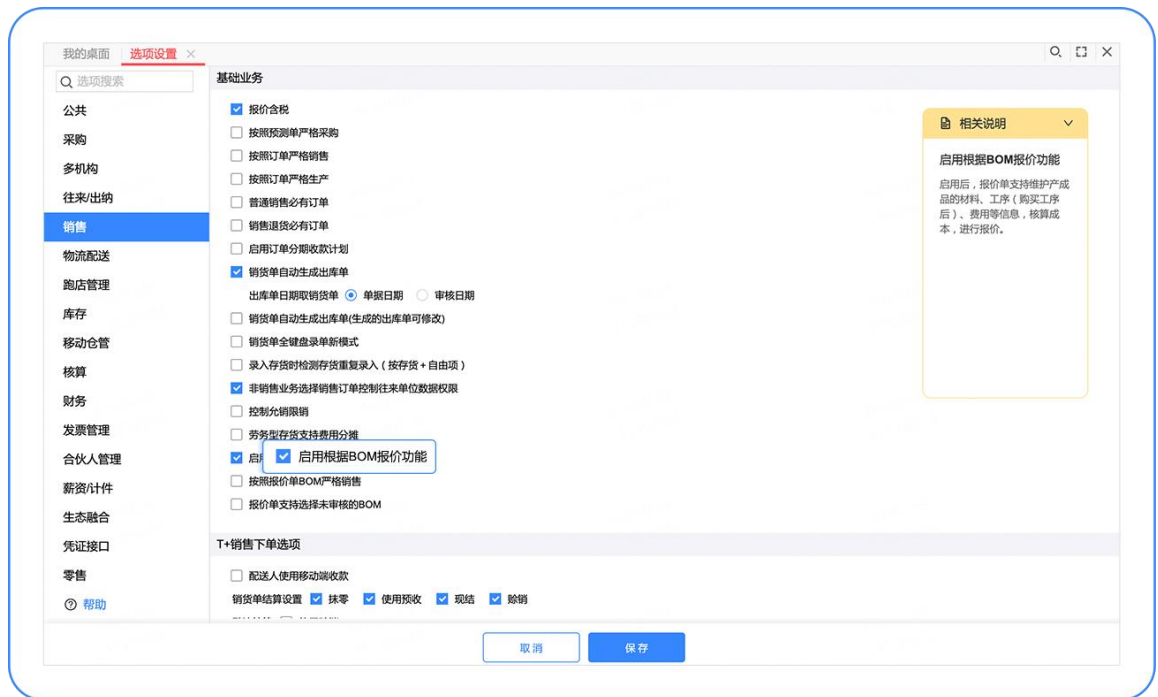 我的桌面 选项设置
选项搜索
公共
采购
多机构
往来/出纳
销售
物流配送
跑店管理
库存
移动仓管
核算
财务
发票管理
合伙人管理
薪资/计件
生态融合
凭证接口
零售
帮助
基础业务
报价含税
按照预测单严格采购
按照订单严格销售
按照订单严格生产
普通销售必有订单
销售退货必有订单
启用订单分期收款计划
销货单自动生成出库单
出库单日期取销货单 单据日期 审核日期
销货单自动生成出库单(生成的出库单可修改)
销货单全键盘录单新模式
录入存货时检测存货重复录入（按存货+自由项）
非销售业务选择销售订单控制往来单位数据权限
控制允销限销
劳务型存货支持费用分摊
启用根据BOM报价功能
按照报价单BOM严格销售
报价单支持选择未审核的BOM
T+销售下单选项
配送人使用移动端收款
销货单结算设置 抹零 使用预收 现结 赊销
相关说明
启用根据BOM报价功能
启用后，报价单支持维护产成
品的材料、工序（购买工序
后）、费用等信息，核算成
本，进行报价。
取消 保存